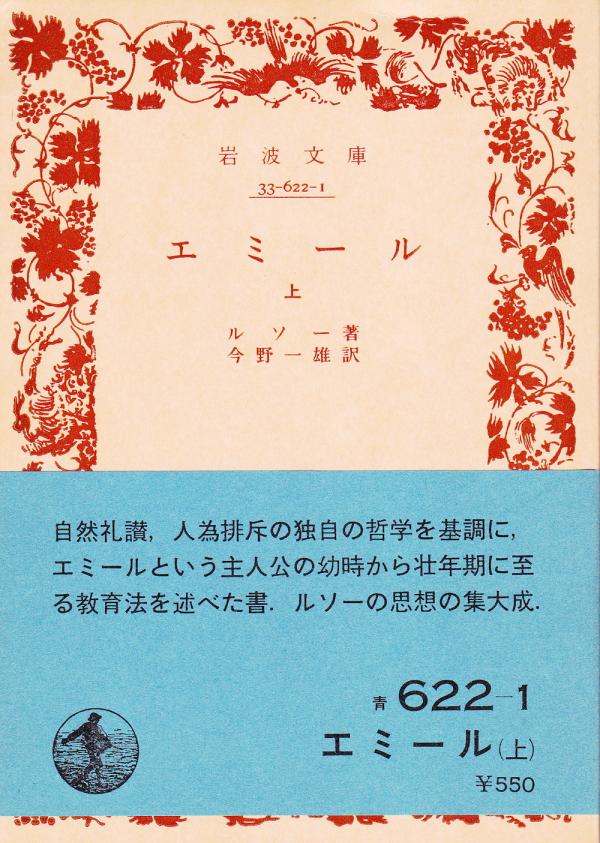 岩波文庫
33-622-1
エミール
上
ルソー著
今野一雄訳
自然礼讃，人為排斥の独自の哲学を基調に，
エミールという主人公の幼時から壮年期に至
る教育法を述べた書．ルソーの思想の集大成．
青 622-1
エミール(上)
¥550